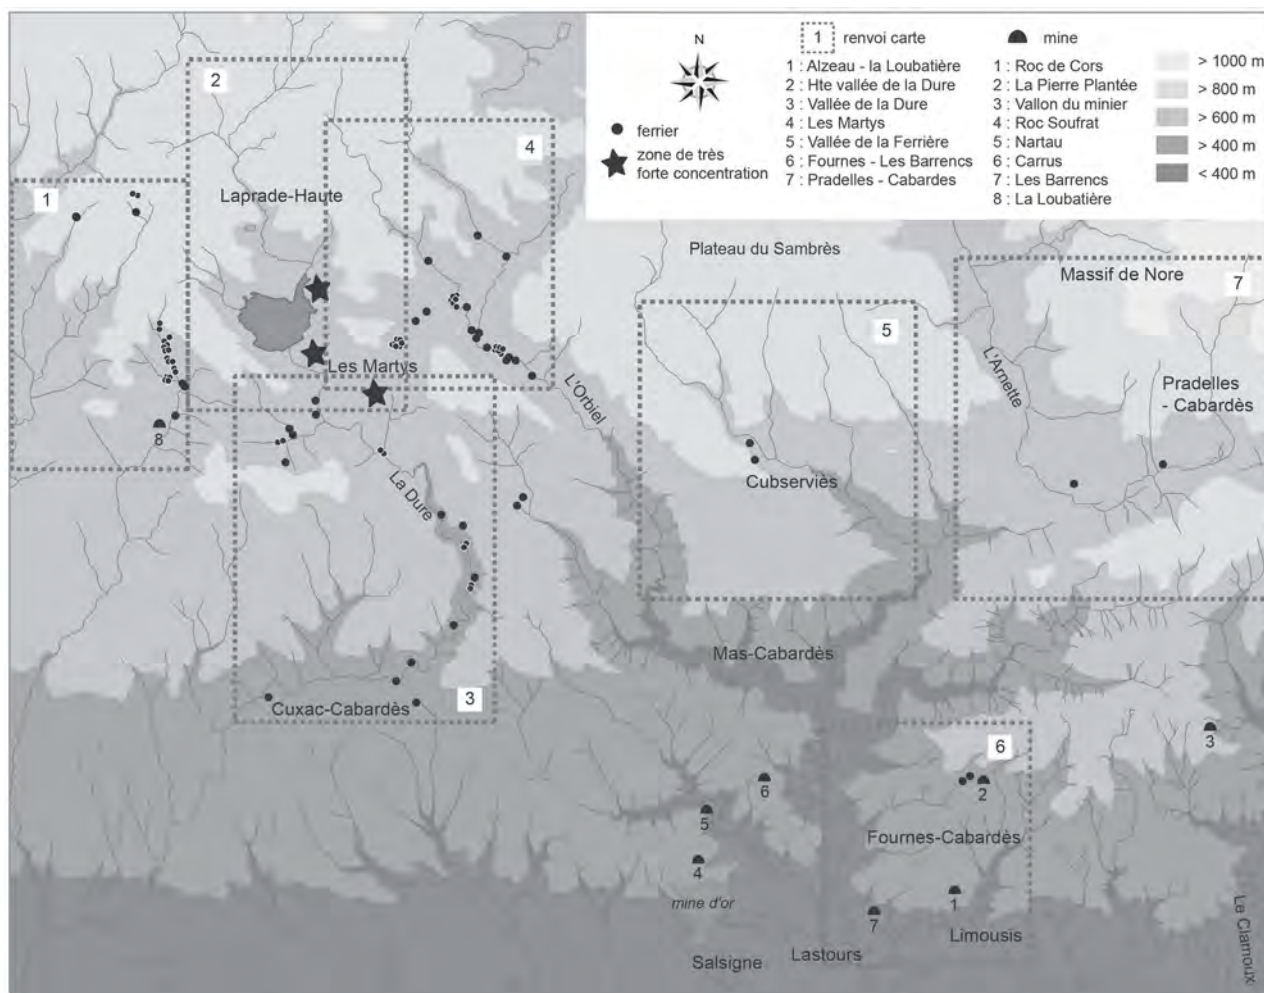 N
ferrier
zone de très
forte concentration
1 renvoi carte
1 : Alzeau - la Loubatière
2 : Hte vallée de la Dure
3 : Vallée de la Dure
4 : Les Martys
5 : Vallée de la Ferrière
6 : Fournes - Les Barrencs
7 : Pradelles - Cabardes
mine
1 : Roc de Cors
2 : La Pierre Plantée
3 : Vallon du minier
4 : Roc Soufrat
5 : Nartau
6 : Carrus
7 : Les Barrencs
8 : La Loubatière
> 1000 m
> 800 m
> 600 m
> 400 m
< 400 m
2
4
1
Laprade-Haute
Plateau du Sambrès
Massif de Nore
7
5
Les Martys
L'Orbiel
L'Arnette
Pradelles
- Cabardès
8
La Dure
Cubserviès
Mas-Cabardès
3
Cuxac-Cabardès
6
3
6
2
5
Fournes-Cabardès
4
mine d'or
1
7
Limousis
Lastours
Salsigne
Le Clamoux